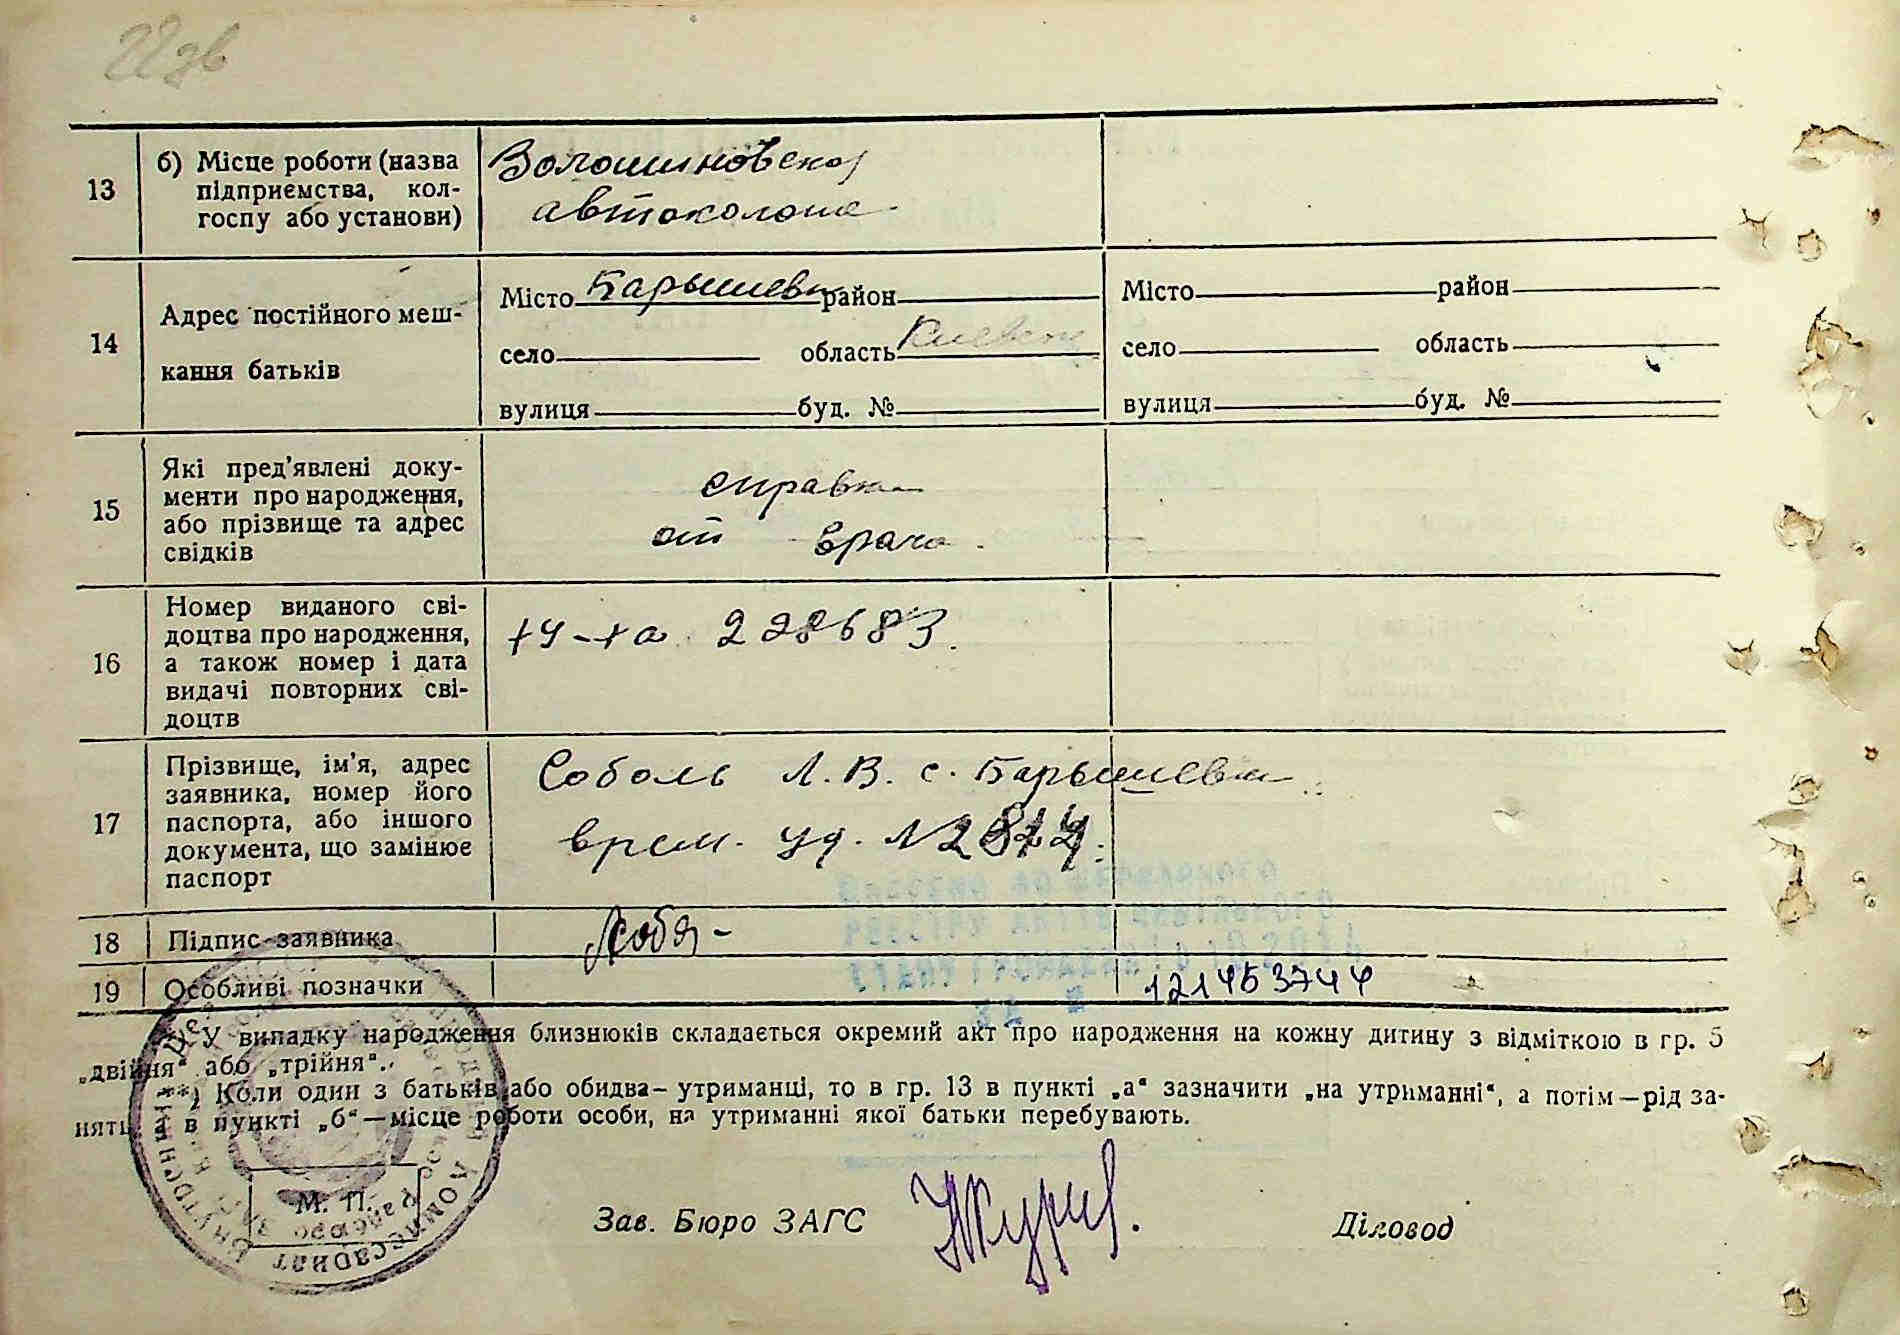 13
б) Місце роботи (назва
підприємства, кол-
госпу або установи)
Волошиновская
автоколона
14
Адрес постійного меш-
кання батьків
Місто Барышевка район
село область Киевск
вулиця буд. №
Місто район
село область
вулиця буд. №
15
Які пред'явлені доку-
менти про народження,
або прізвище та адрес
свідків
справка
от врача
16
Номер виданого сві-
доцтва про народження,
а також номер і дата
видачі повторних сві-
доцтв
228683
17
Прізвище, ім'я, адрес
заявника, номер його
паспорта, або іншого
документа, що замінює
паспорт
Соболь Л. В. с. Барышевка
врем. уд. №
18
Підпис заявника
19
Особливі позначки
121453744
*) У випадку народження близнюків складається окремий акт про народження на кожну дитину з відміткою в гр. 5
„двійня" або „трійня".
**) Коли один з батьків або обидва— утриманці, то в гр. 13 в пункті „а" зазначити „на утриманні", а потім—рід за-
няття а в пункті „б"—місце роботи особи, на утриманні якої батьки перебувають.
М. П.
Зав. Бюро ЗАГС
Діловод